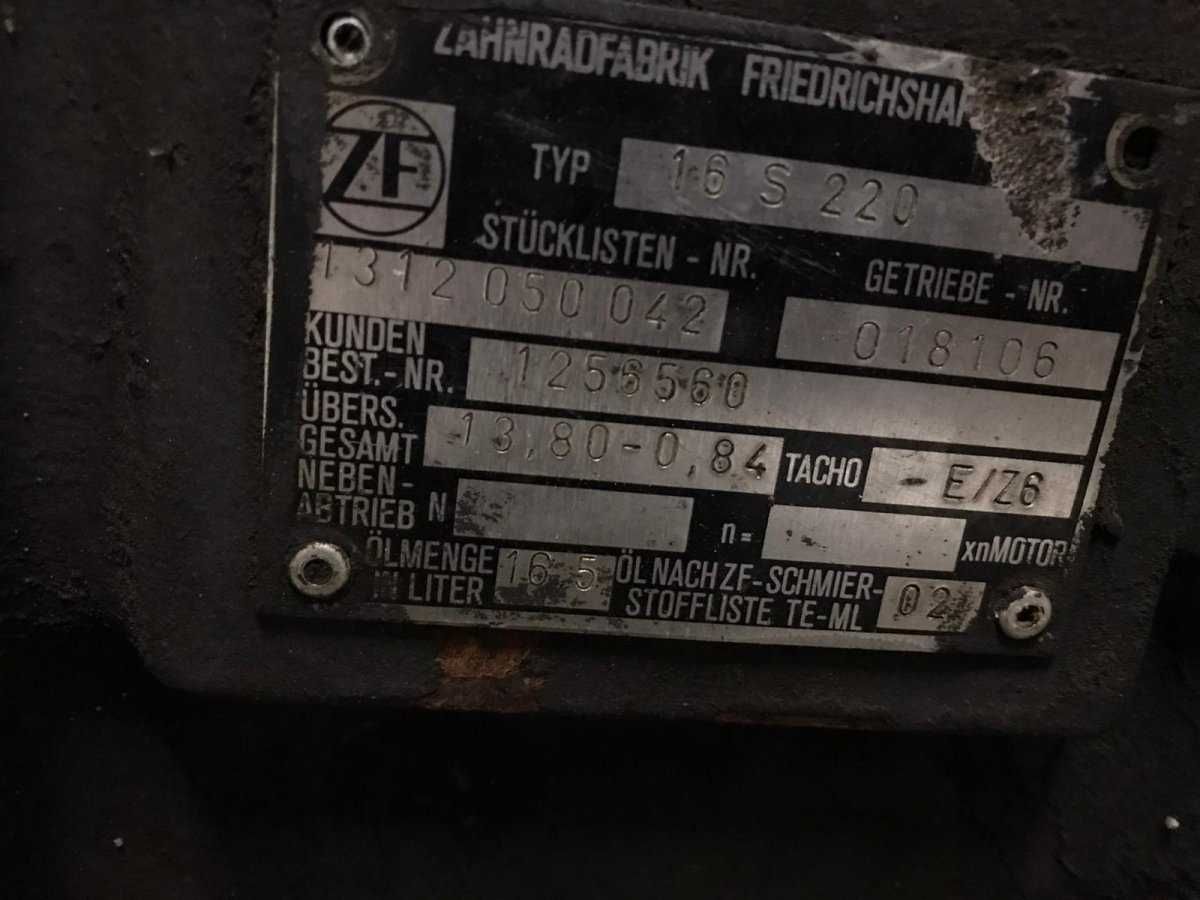 ZAHNRADFABRIK FRIEDRICHSHAF
ZF
TYP 16 S 220
STÜCKLISTEN - NR.
GETRIEBE - NR.
1312 050 042
018106
KUNDEN
BEST.-NR. 1256560
ÜBERS.
GESAMT 13,80-0,84 TACHO - E/Z6
NEBEN-
ABTRIEB N n= xnMOTOR
ÖLMENGE
IN LITER 16 5 ÖL NACH ZF-SCHMIER-
STOFFLISTE TE-ML 02